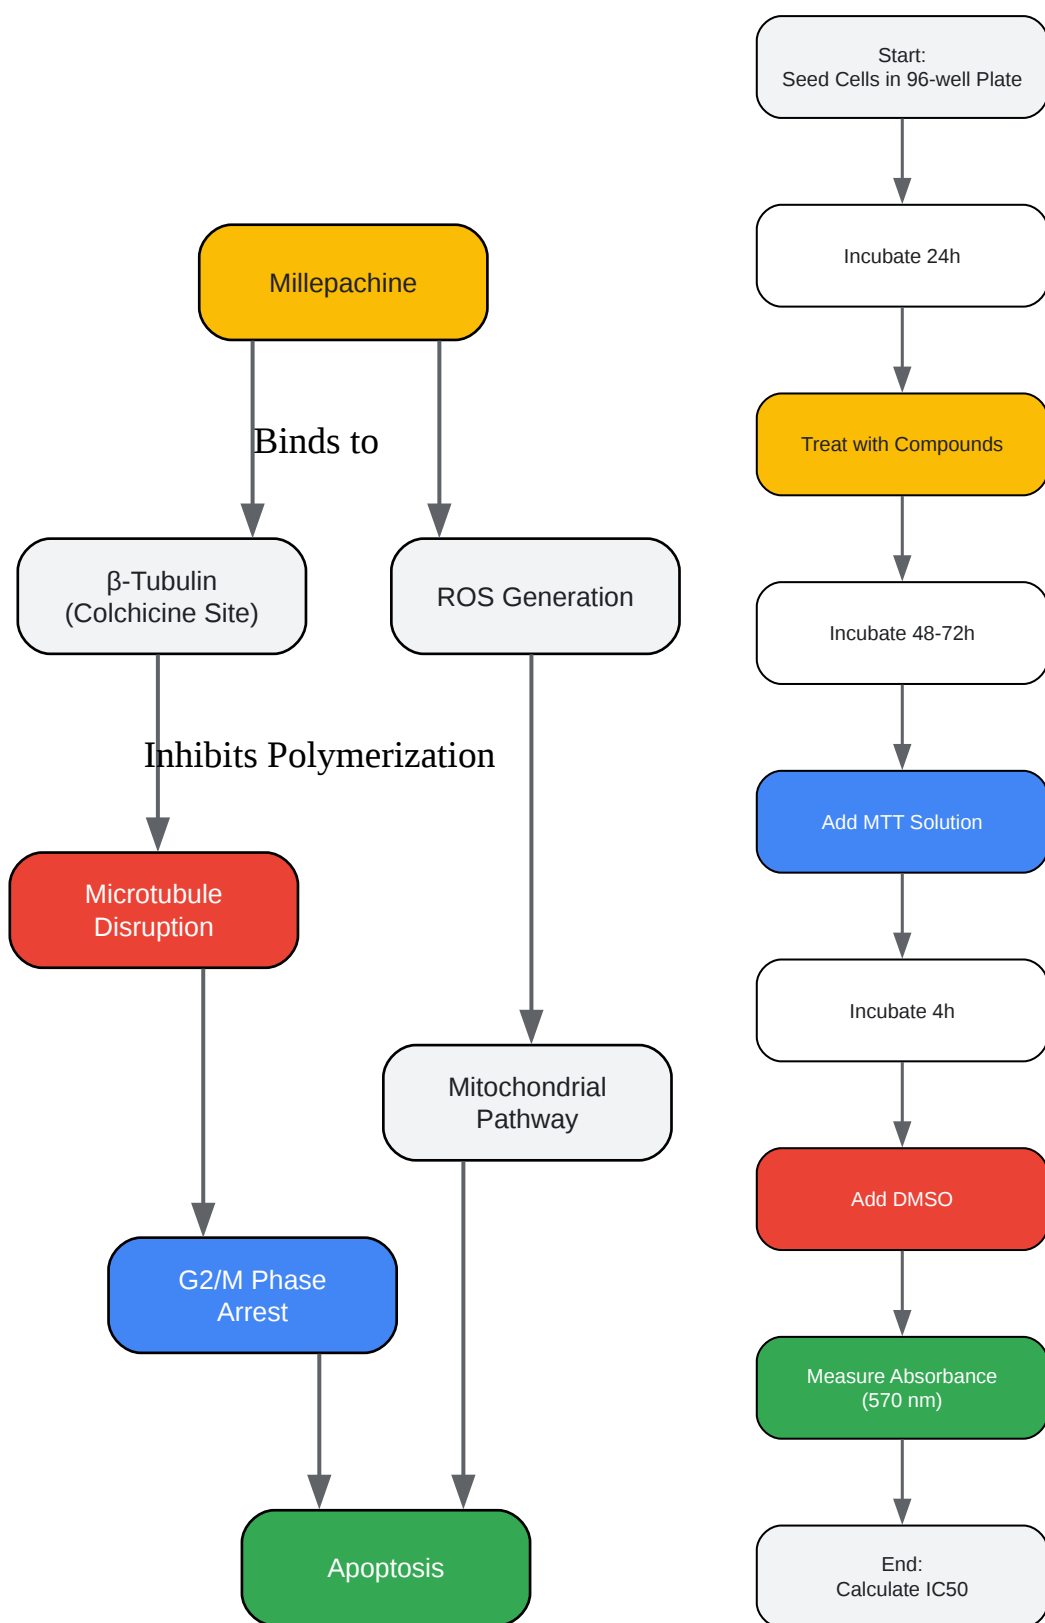 Millepachine
Binds to
β-Tubulin
(Colchicine Site)
ROS Generation
Inhibits Polymerization
Microtubule
Disruption
Mitochondrial
Pathway
G2/M Phase
Arrest
Apoptosis
Start:
Seed Cells in 96-well Plate
Incubate 24h
Treat with Compounds
Incubate 48-72h
Add MTT Solution
Incubate 4h
Add DMSO
Measure Absorbance
(570 nm)
End:
Calculate IC50